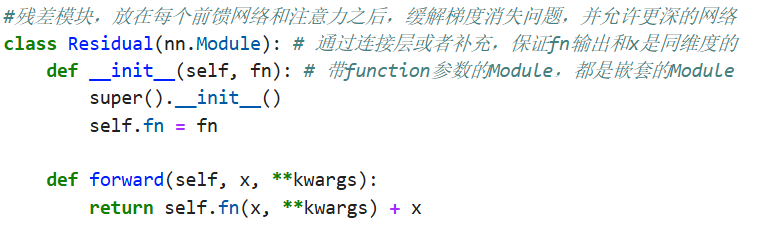 #残差模块，放在每个前馈网络和注意力之后，缓解梯度消失问题，并允许更深的网络
class Residual(nn.Module): # 通过连接层或者补充，保证fn输出和x是同维度的
    def __init__(self, fn): # 带function参数的Module，都是嵌套的Module
        super().__init__()
        self.fn = fn

    def forward(self, x, **kwargs):
        return self.fn(x, **kwargs) + x